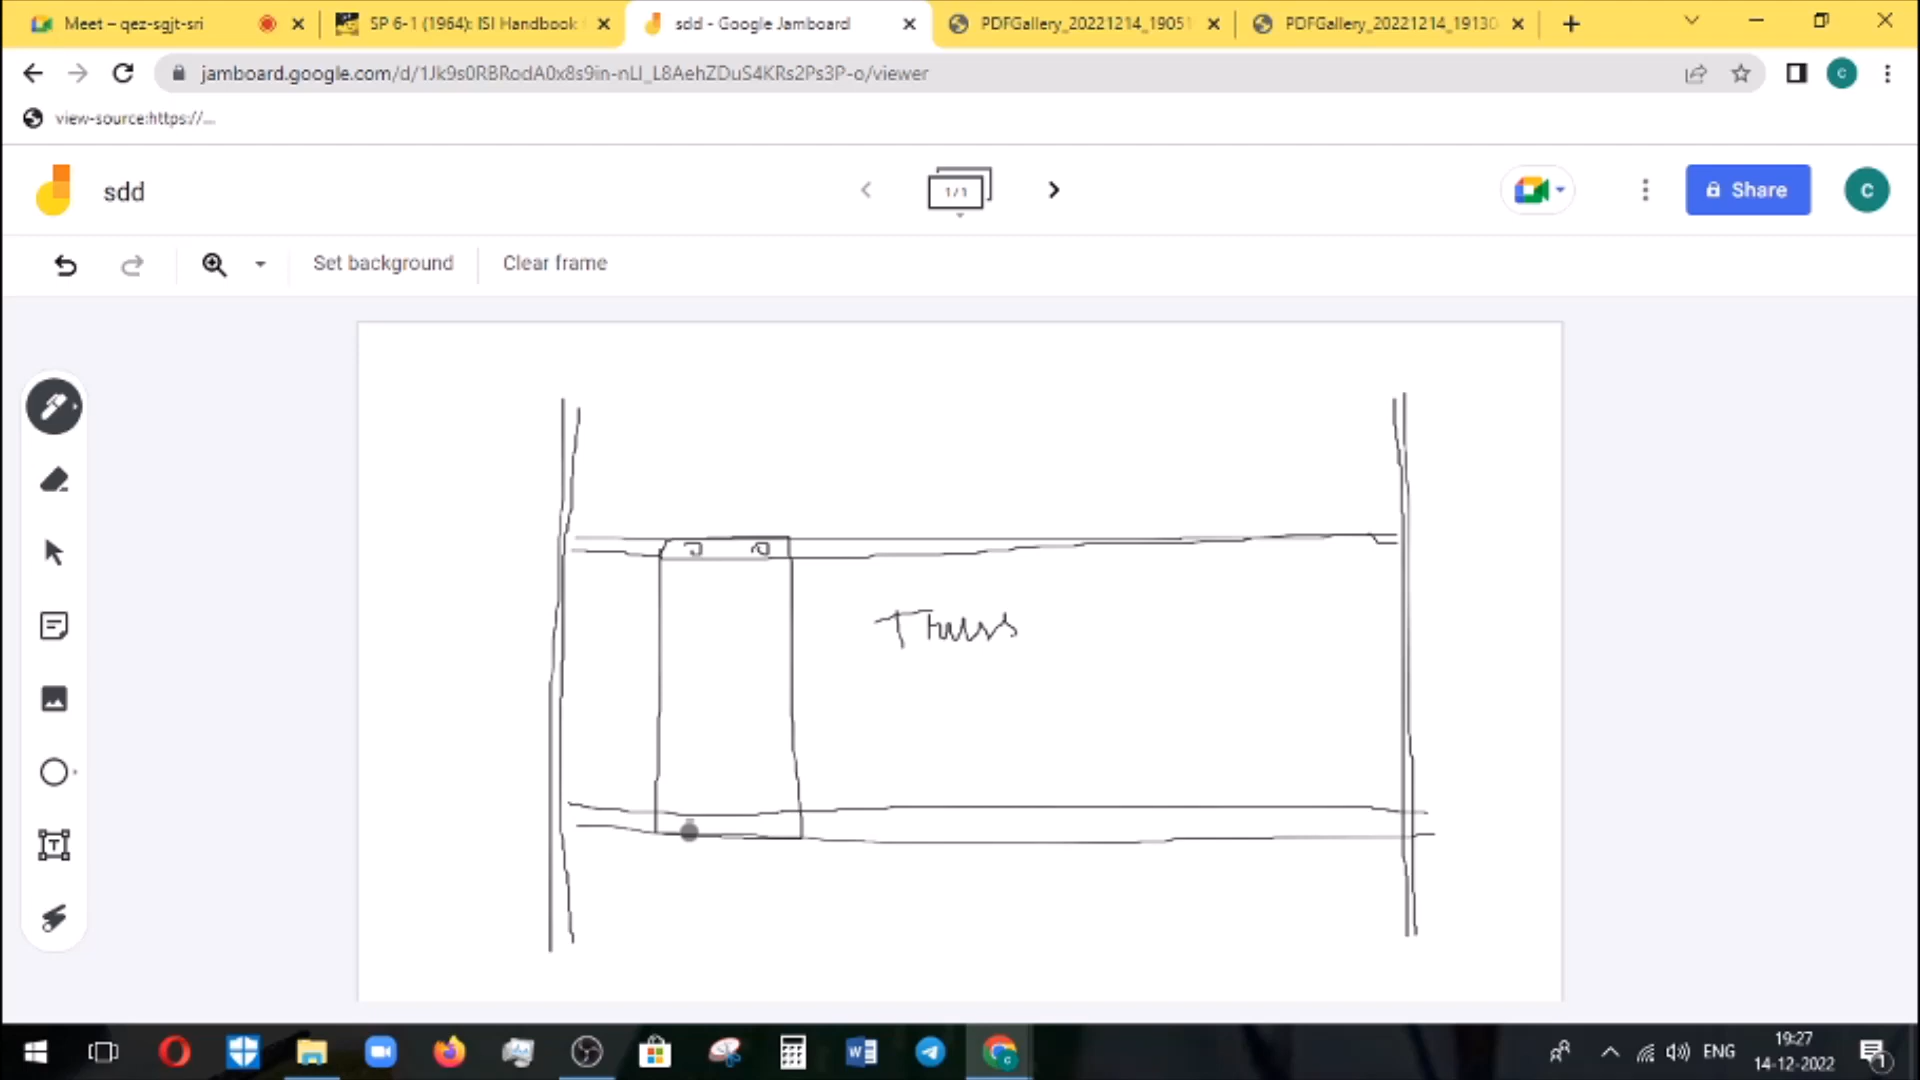 Meet – qez-sgjt-sri
SP 6-1 (1964): ISI Handbook
sdd - Google Jamboard
PDFGallery_20221214_1905
PDFGallery_20221214_19130
jamboard.google.com/d/1Jk9s0RBRodA0x8s9in-nLI_L8AehZDuS4KRs2Ps3P-o/viewer
C
view-source:https://...
sdd
1/1
Share
C
Set background
Clear frame
Truss
ENG
19:27
14-12-2022
1